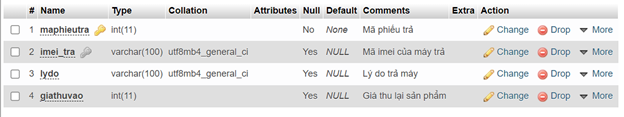 # Name Type Collation Attributes Null Default Comments Extra Action
1 maphieutra int(11) No None Mã phiếu trả Change Drop More
2 imei_tra varchar(100) utf8mb4_general_ci Yes NULL Mã imei của máy trả Change Drop More
3 lydo varchar(100) utf8mb4_general_ci Yes NULL Lý do trả máy Change Drop More
4 giathuvao int(11) Yes NULL Giá thu lại sản phẩm Change Drop More